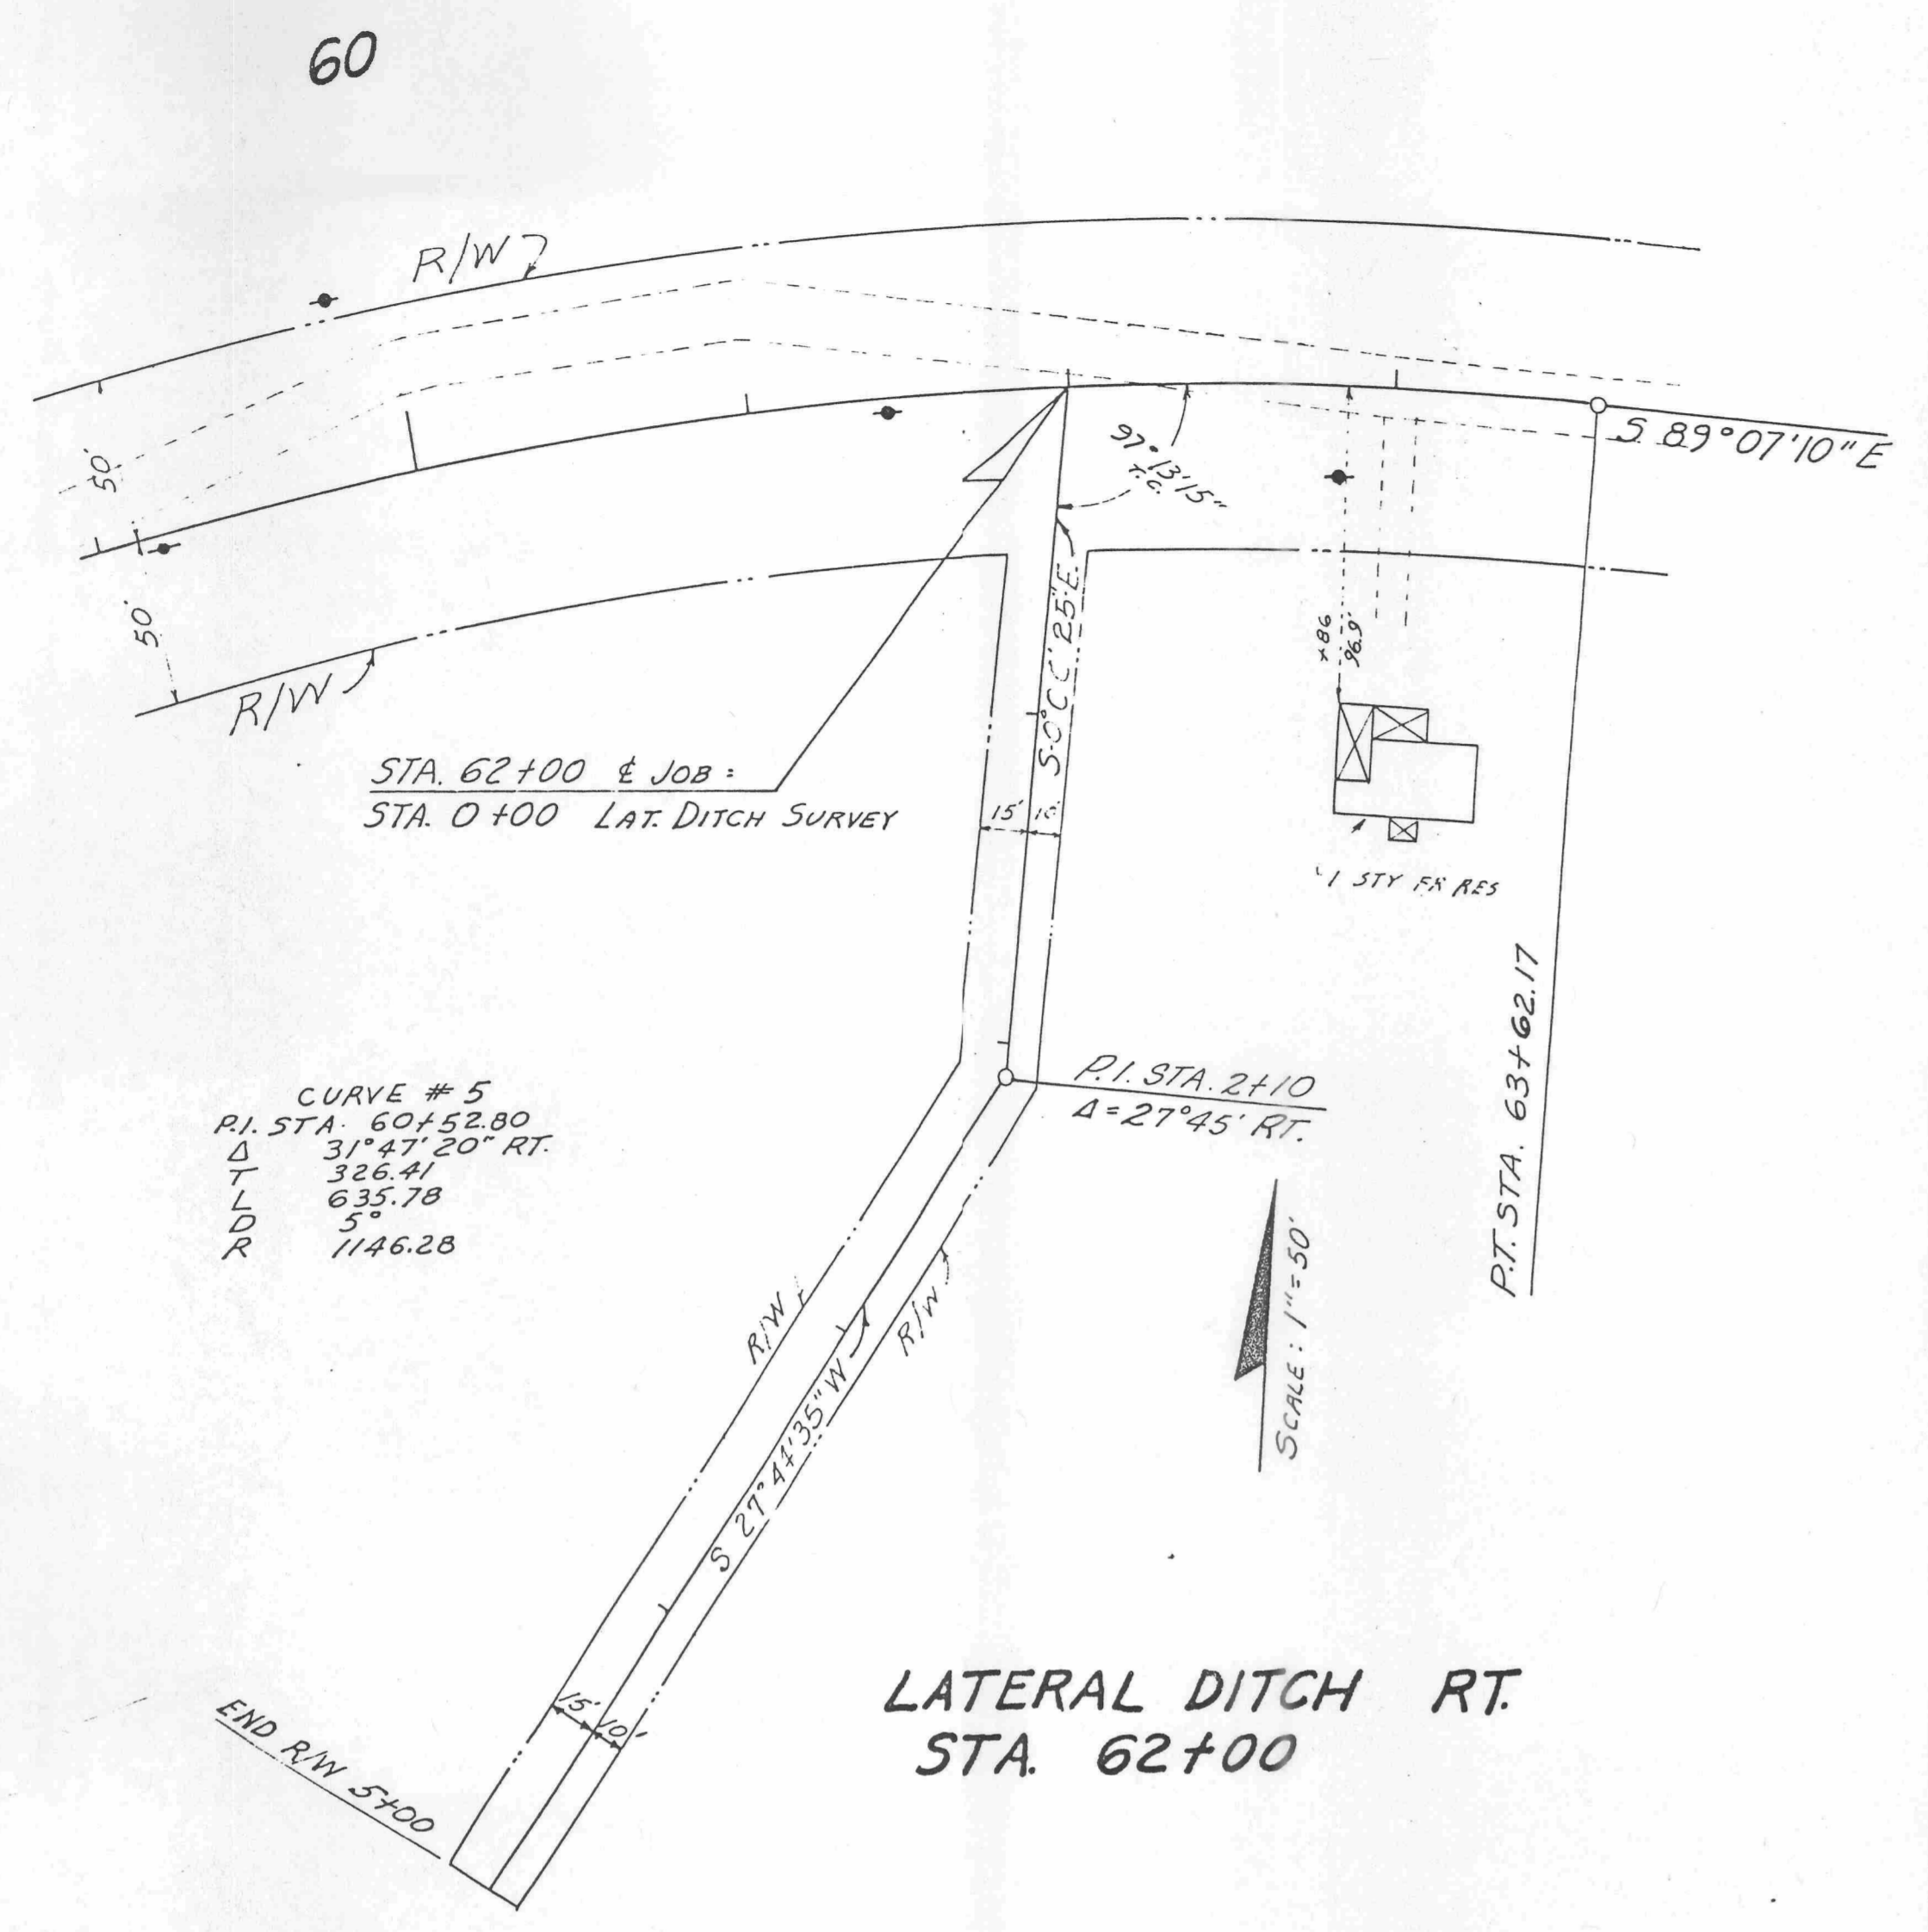 60
R/W
S 89°07'10" E
97°13'15"
T.C.
50'
50'
R/W
+86
96.9'
STA. 62+00 ℄ JOB =
STA. 0+00 LAT. DITCH SURVEY
15'
1 STY FR RES
P.I. STA. 2+10
Δ = 27°45' RT.
P.T. STA. 63+62.17
CURVE # 5
P.I. STA. 60+52.80
Δ 31°47'20" RT.
T 326.41
L 635.78
D 5°
R 1146.28
R/W
R/W
SCALE: 1" = 50'
S 27°44'35" W
15' 10'
END R/W 5+00
LATERAL DITCH RT.
STA. 62+00